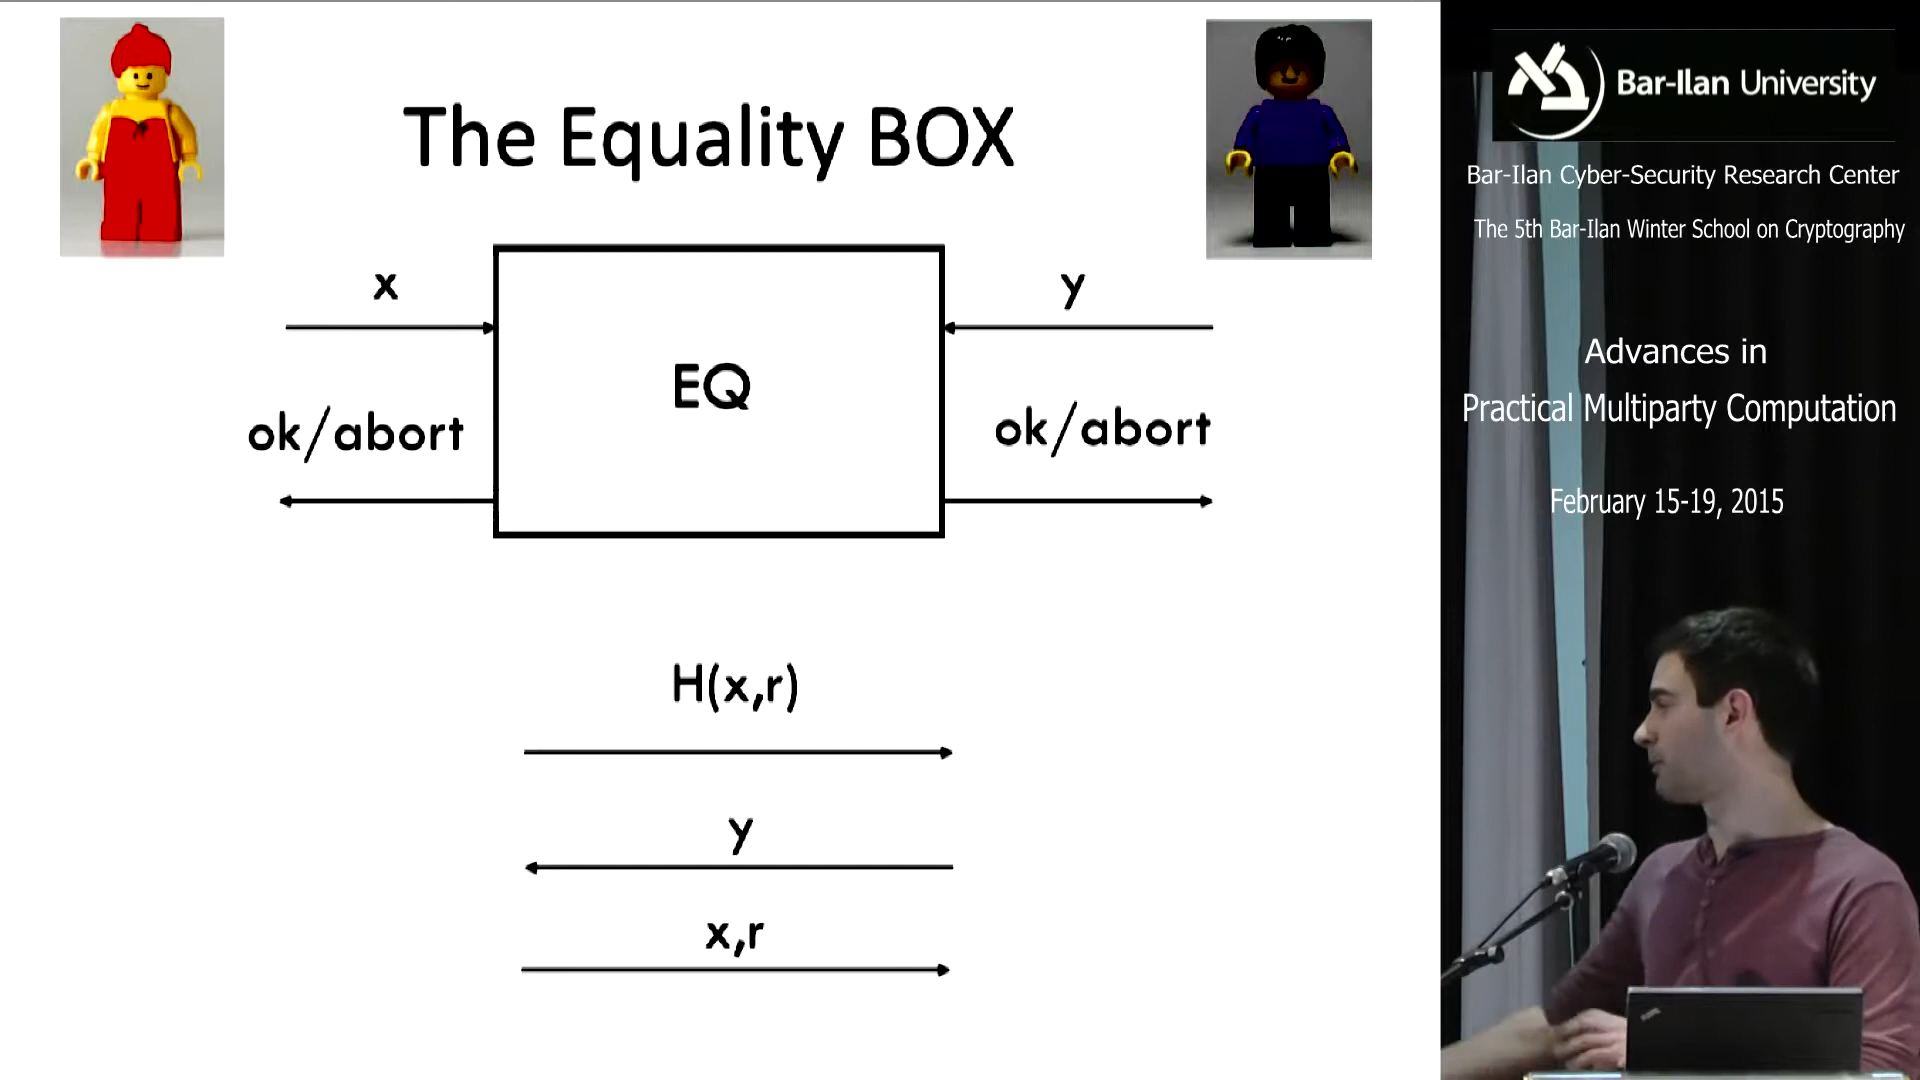 The Equality BOX
x
y
EQ
ok/abort
ok/abort
H(x,r)
y
x,r
Bar-Ilan University
Bar-Ilan Cyber-Security Research Center
The 5th Bar-Ilan Winter School on Cryptography
Advances in
Practical Multiparty Computation
February 15-19, 2015